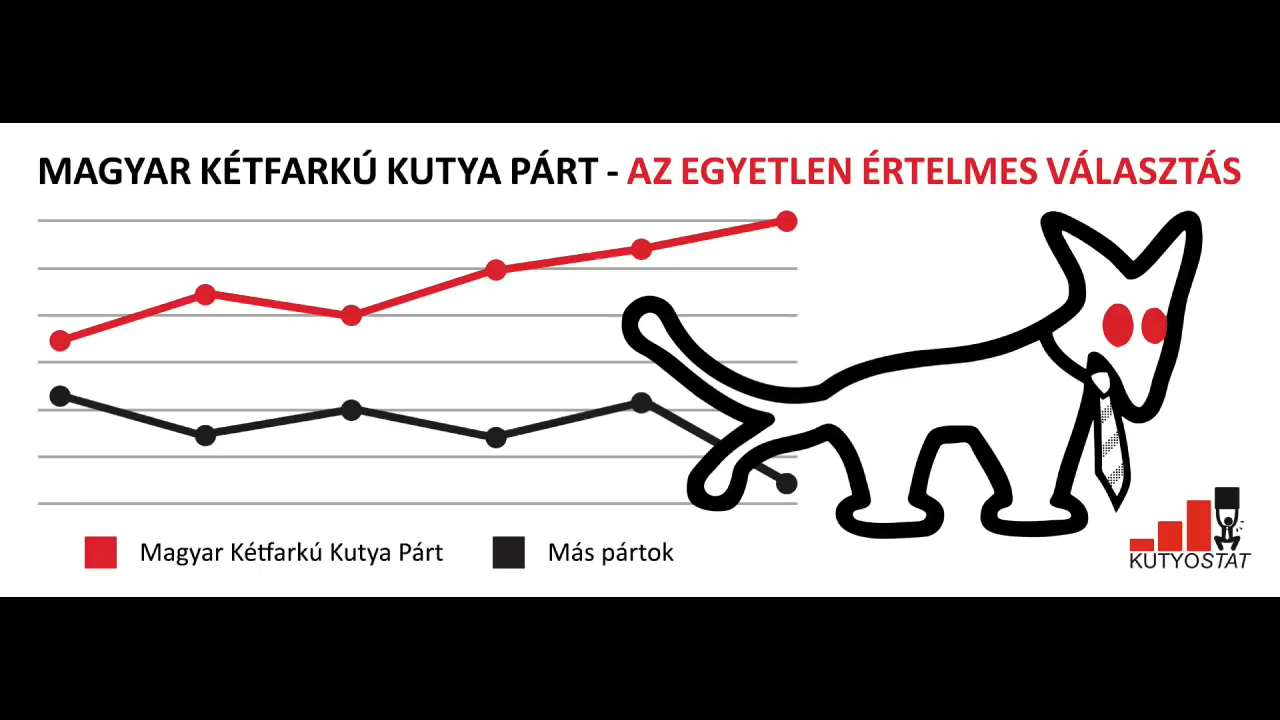 MAGYAR KÉTFARKÚ KUTYA PÁRT - AZ EGYETLEN ÉRTELMES VÁLASZTÁS
Magyar Kétfarkú Kutya Párt
Más pártok
KUTYOSTAT